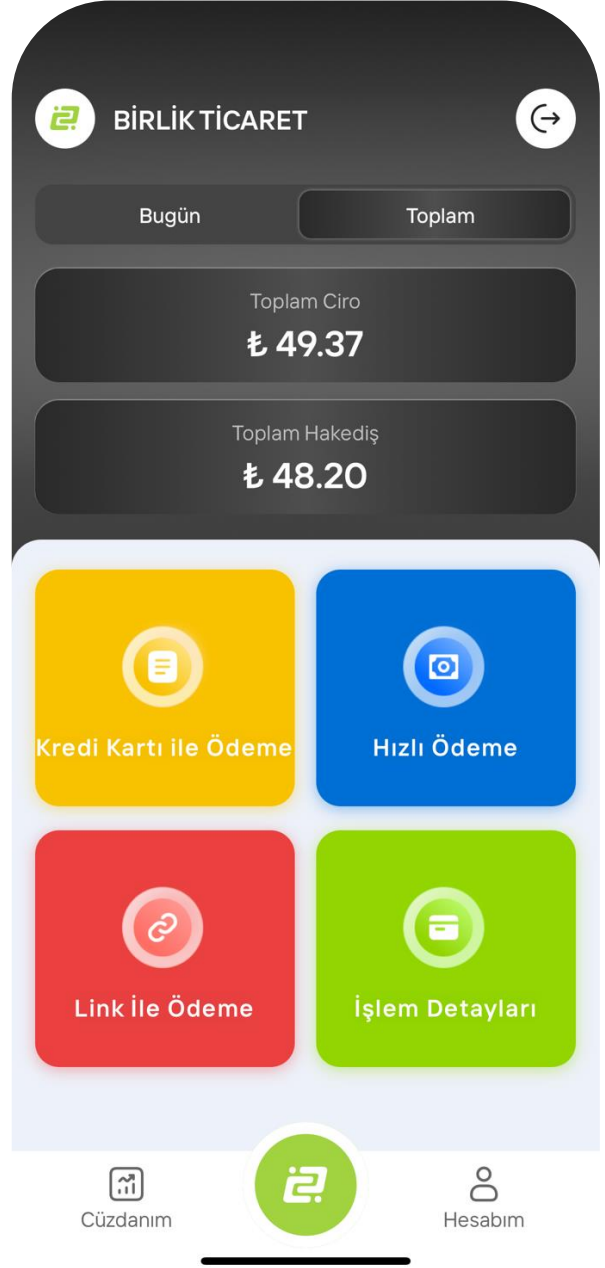 BİRLİK TİCARET
Bugün
Toplam
Toplam Ciro
₺ 49.37
Toplam Hakediş
₺ 48.20
Kredi Kartı ile Ödeme
Hızlı Ödeme
Link İle Ödeme
İşlem Detayları
Cüzdanım
Hesabım